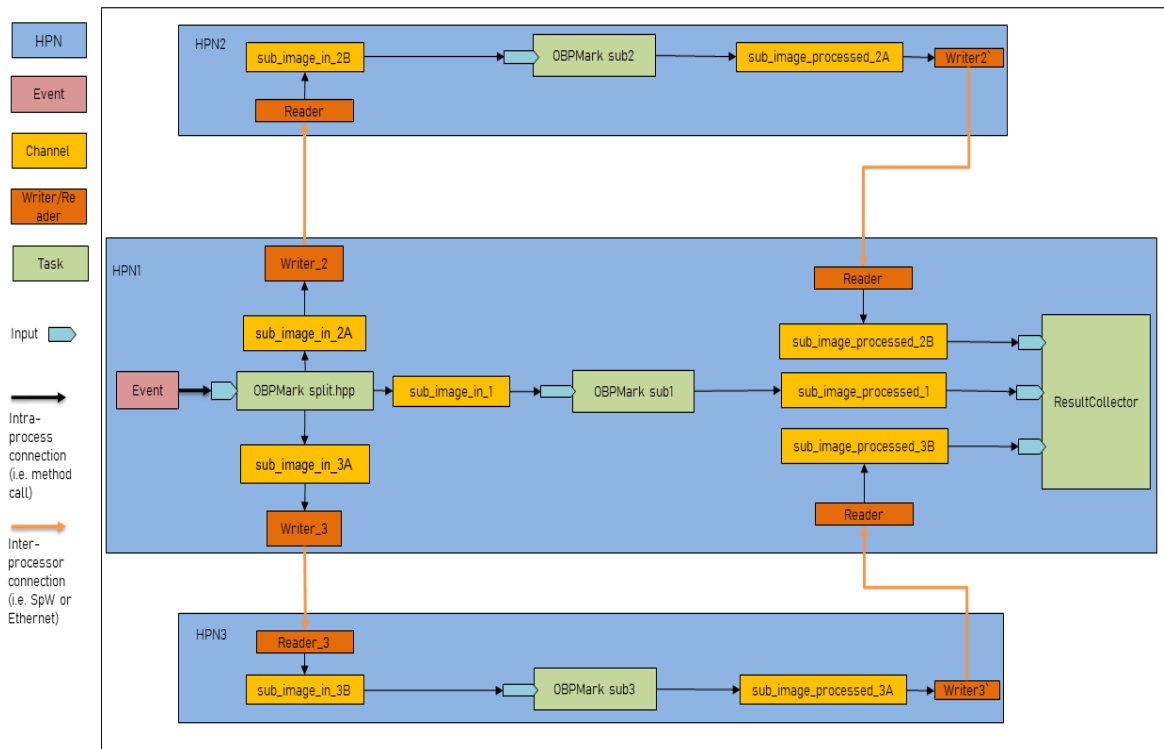 HPN
Event
Channel
Writer/Re
ader
Task
Input
Intra-
process
connection
(i.e. method
call)
Inter-
processor
connection
(i.e. SpW or
Ethernet)
HPN2
sub_image_in_2B
OBPMark sub2
sub_image_processed_2A
Writer2`
Reader
HPN1
Writer_2
Reader
sub_image_in_2A
sub_image_processed_2B
Event
OBPMark split.hpp
sub_image_in_1
OBPMark sub1
sub_image_processed_1
ResultCollector
sub_image_in_3A
sub_image_processed_3B
Writer_3
Reader
HPN3
Reader_3
sub_image_in_3B
OBPMark sub3
sub_image_processed_3A
Writer3`